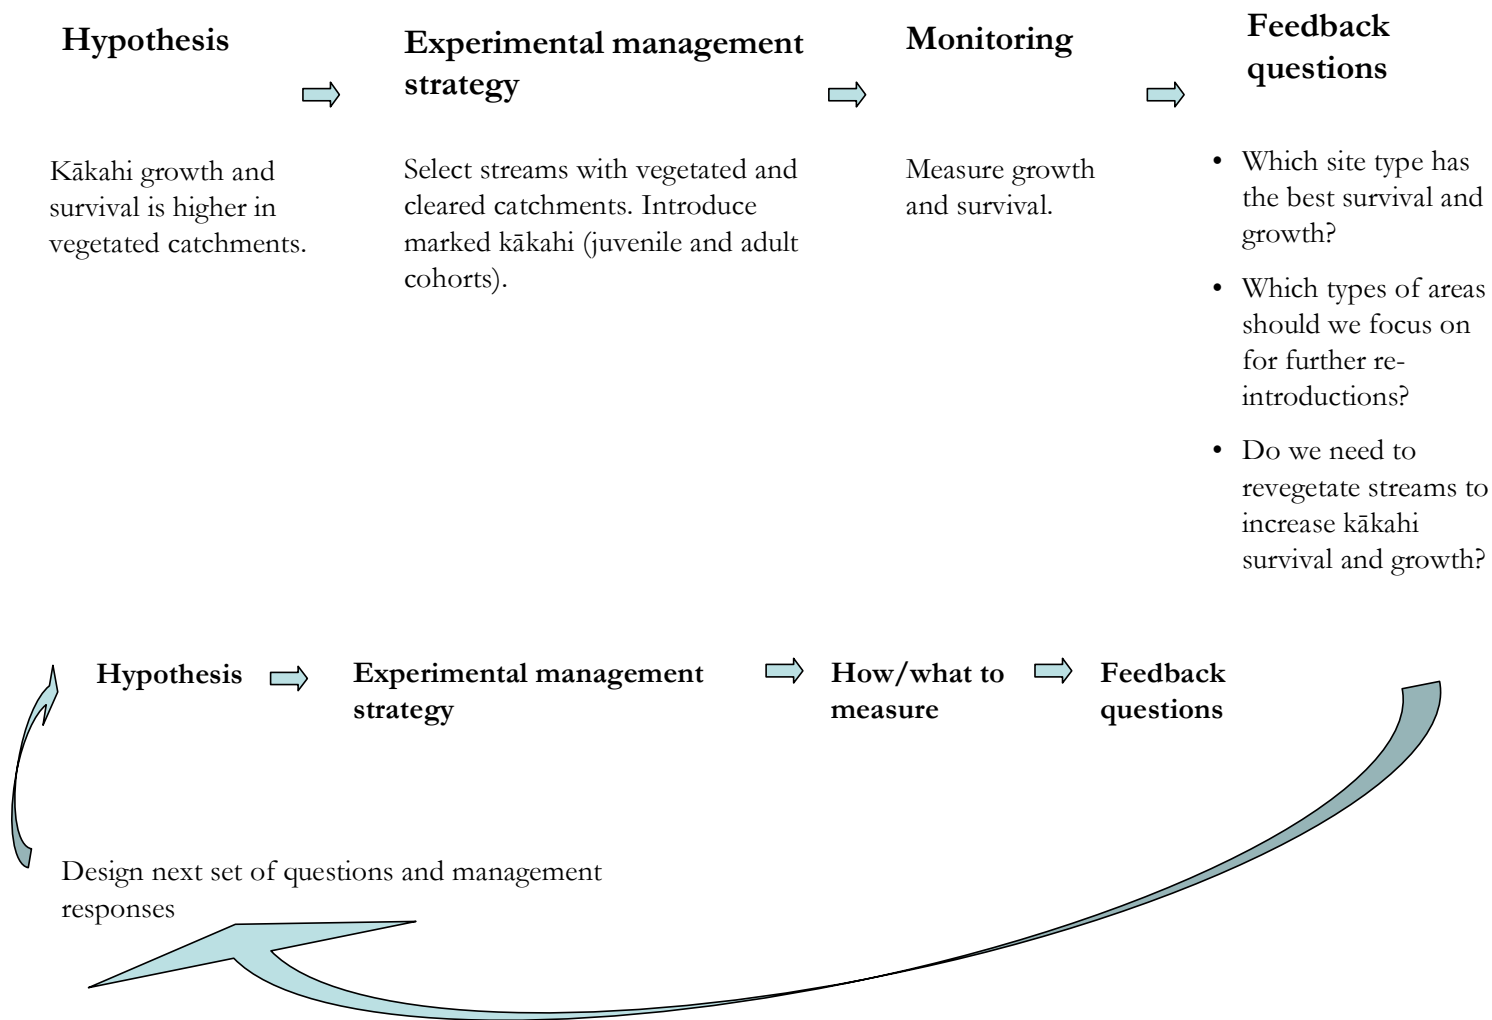 Hypothesis
Kākahi growth and
survival is higher in
vegetated catchments.
Experimental management
strategy
Select streams with vegetated and
cleared catchments. Introduce
marked kākahi (juvenile and adult
cohorts).
Monitoring
Measure growth
and survival.
Feedback
questions
• Which site type has
the best survival and
growth?
• Which types of areas
should we focus on
for further re-
introductions?
• Do we need to
revegetate streams to
increase kākahi
survival and growth?
Hypothesis
Experimental management
strategy
How/what to
measure
Feedback
questions
Design next set of questions and management
responses